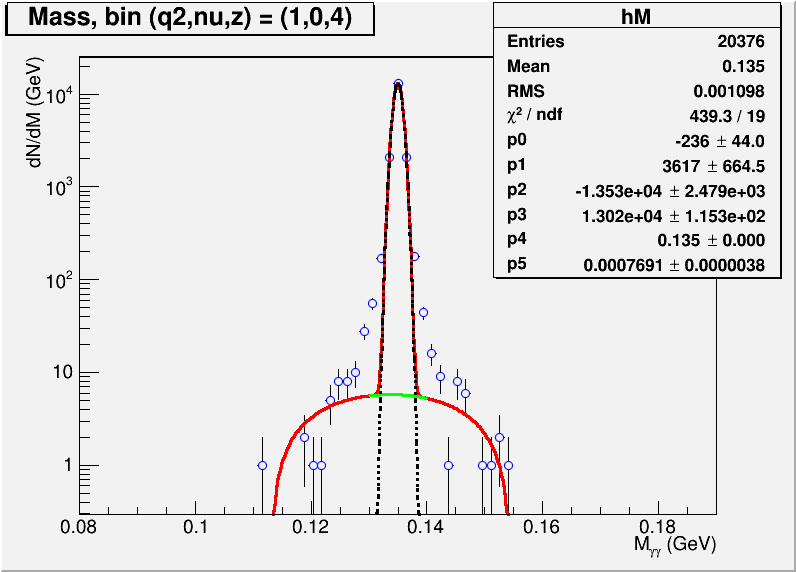 Mass, bin (q2,nu,z) = (1,0,4)
hM
Entries 20376
Mean 0.135
RMS 0.001098
χ² / ndf 439.3 / 19
p0 -236 ± 44.0
p1 3617 ± 664.5
p2 -1.353e+04 ± 2.479e+03
p3 1.302e+04 ± 1.153e+02
p4 0.135 ± 0.000
p5 0.0007691 ± 0.0000038
dN/dM (GeV)
10⁴
10³
10²
10
1
0.08 0.1 0.12 0.14 0.16 0.18
Mγγ (GeV)